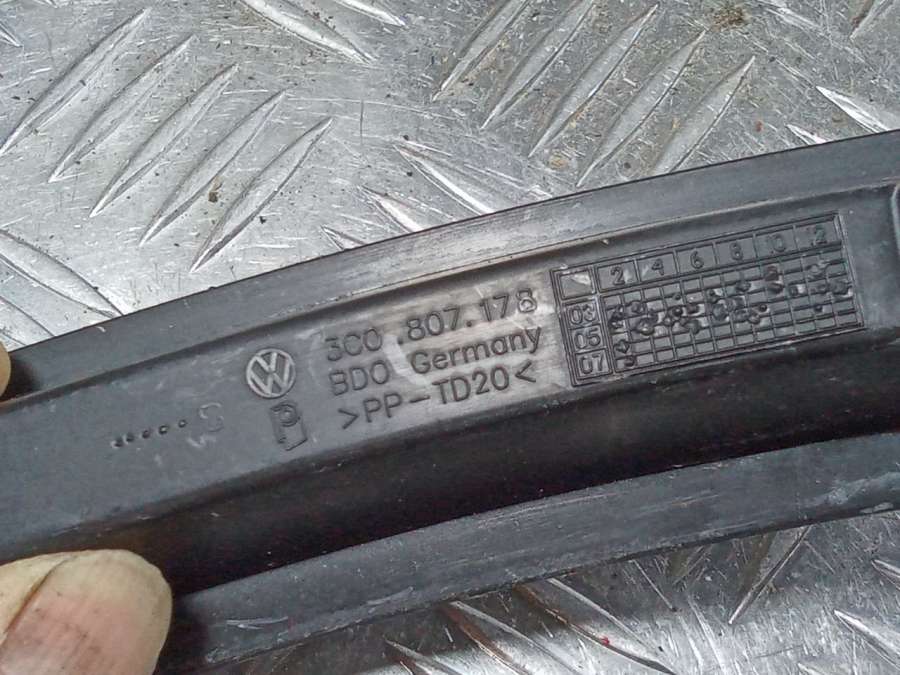 3C0.807.178
BDO Germany
>PP-TD20<
2 4 6 8 10 12
03
05
07